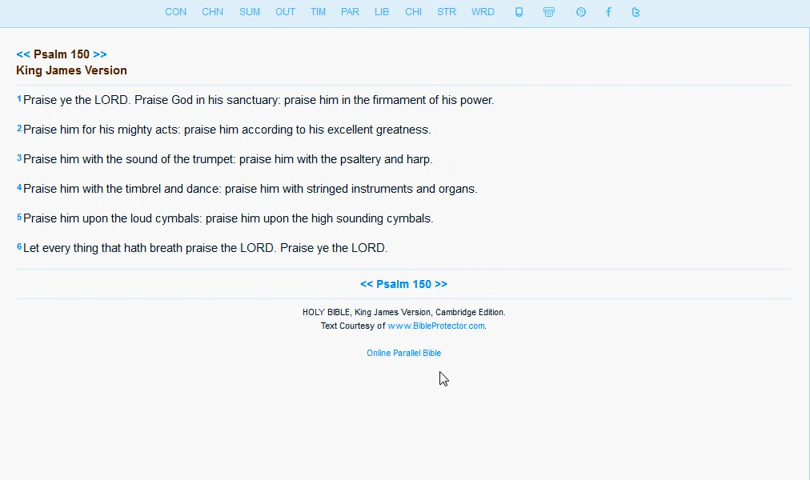 CON CHN SUM OUT TIM PAR LIB CHI STR WRD
<< Psalm 150 >>
King James Version
1 Praise ye the LORD. Praise God in his sanctuary: praise him in the firmament of his power.
2 Praise him for his mighty acts: praise him according to his excellent greatness.
3 Praise him with the sound of the trumpet: praise him with the psaltery and harp.
4 Praise him with the timbrel and dance: praise him with stringed instruments and organs.
5 Praise him upon the loud cymbals: praise him upon the high sounding cymbals.
6 Let every thing that hath breath praise the LORD. Praise ye the LORD.
<< Psalm 150 >>
HOLY BIBLE, King James Version, Cambridge Edition.
Text Courtesy of www.BibleProtector.com.
Online Parallel Bible